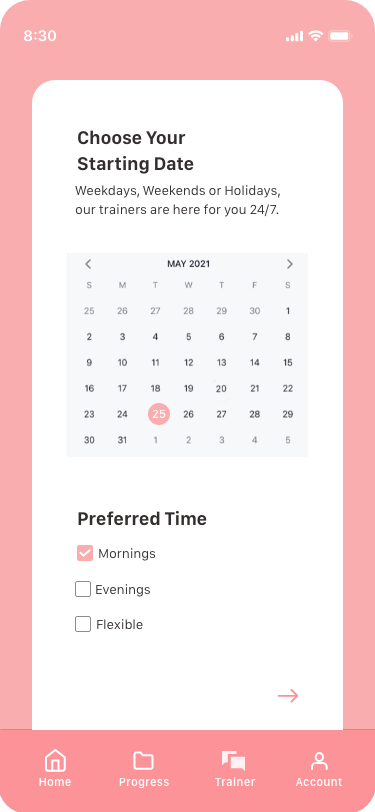 8:30
Choose Your
Starting Date
Weekdays, Weekends or Holidays,
our trainers are here for you 24/7.
MAY 2021
S M T W T F S
25 26 27 28 29 30 1
2 3 4 5 6 7 8
9 10 11 12 13 14 15
16 17 18 19 20 21 22
23 24 25 26 27 28 29
30 31 1 2 3 4 5
Preferred Time
Mornings
Evenings
Flexible
Home Progress Trainer Account